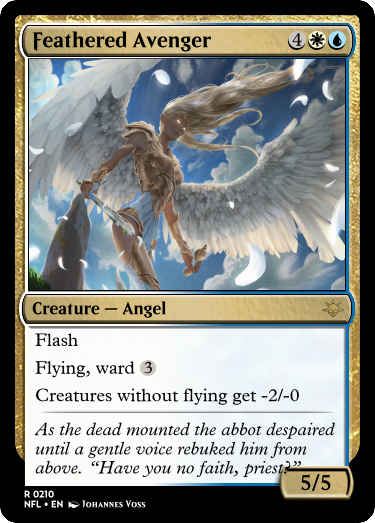 Feathered Avenger 4
Creature — Angel
Flash
Flying, ward 3
Creatures without flying get -2/-0
As the dead mounted the abbot despaired
until a gentle voice rebuked him from
above. “Have you no faith, priest?”
5/5
R 0210
NFL • EN Johannes Voss